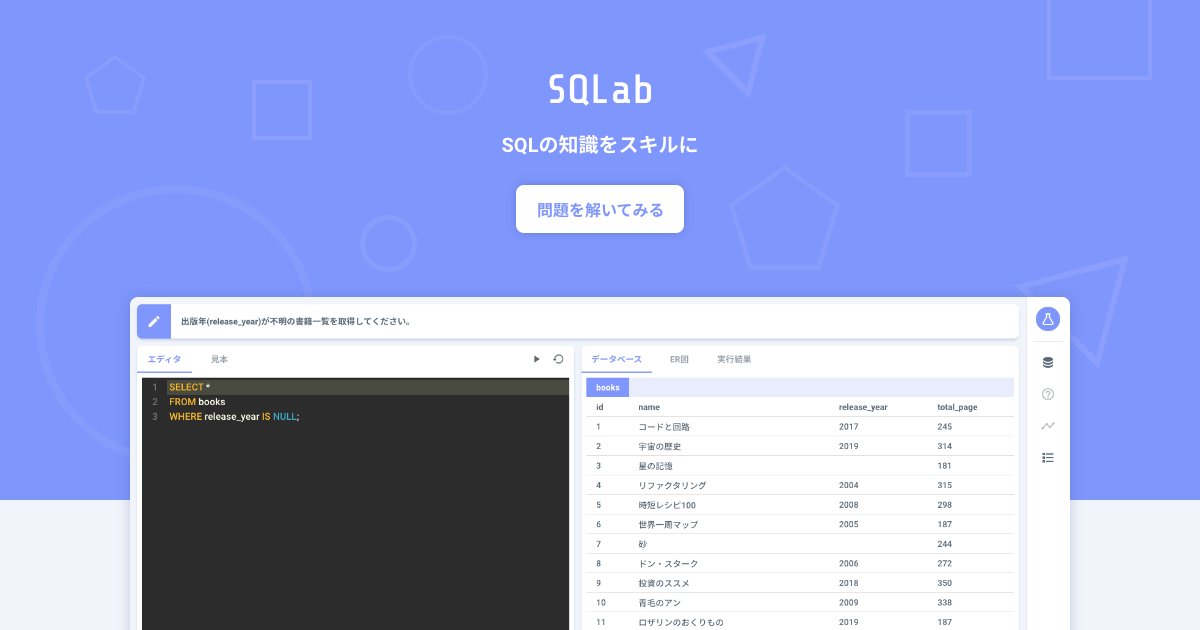 SQLab
SQLの知識をスキルに
問題を解いてみる
出版年(release_year)が不明の書籍一覧を取得してください。
エディタ 見本
1 SELECT *
2 FROM books
3 WHERE release_year IS NULL;
データベース ER図 実行結果
books
id name release_year total_page
1 コードと回路 2017 245
2 宇宙の歴史 2019 314
3 星の記憶 181
4 リファクタリング 2004 315
5 時短レシピ100 2008 298
6 世界一周マップ 2005 187
7 砂 244
8 ドン・スターク 2006 272
9 投資のススメ 2018 350
10 青毛のアン 2009 338
11 ロザリンのおくりもの 2019 187